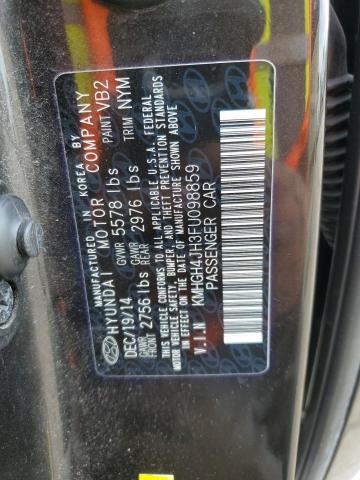 MANUFACTURED IN KOREA BY
HYUNDAI MOTOR COMPANY
DEC/19/14 GVWR 5578 lbs PAINT VB2
GAWR FRONT 2756 lbs GAWR REAR 2976 lbs TRIM NYM
THIS VEHICLE CONFORMS TO ALL APPLICABLE U.S.A. FEDERAL
MOTOR VEHICLE SAFETY, BUMPER, AND THEFT PREVENTION STANDARDS
IN EFFECT ON THE DATE OF MANUFACTURE SHOWN ABOVE
V.I.N KMHGH4JH3FU098859
PASSENGER CAR